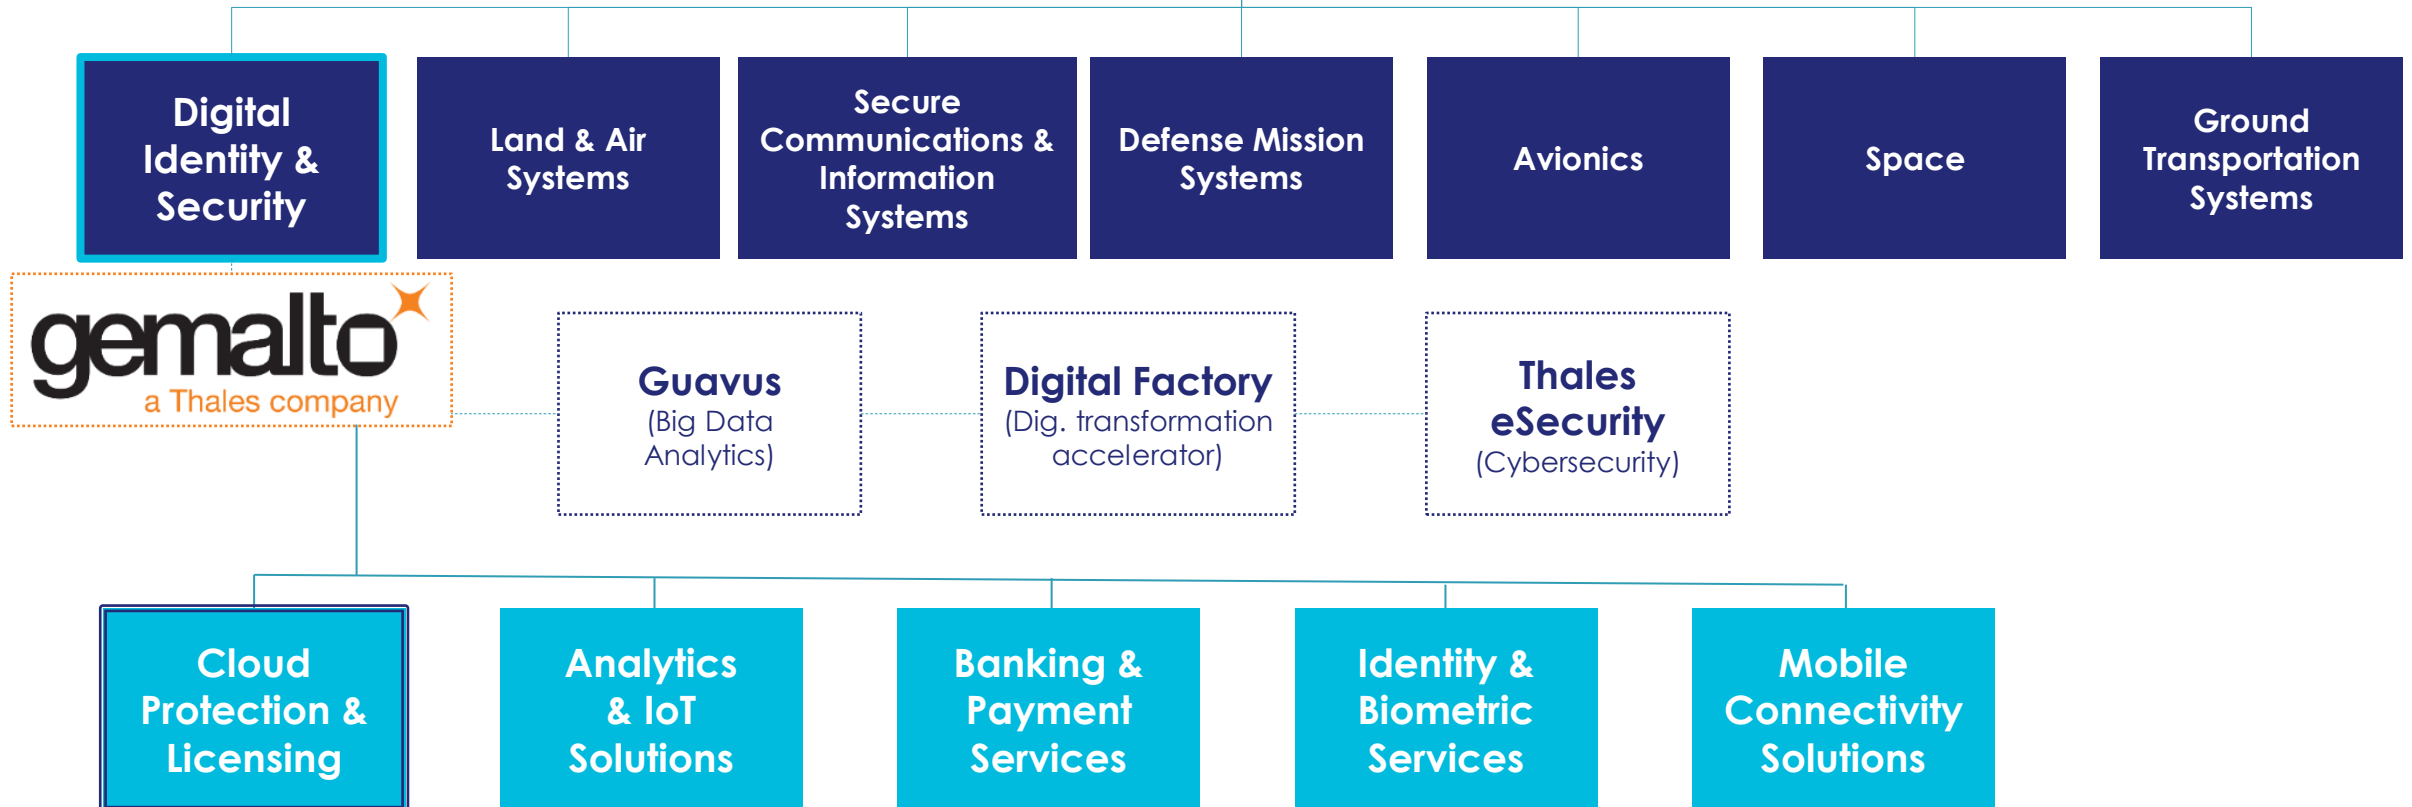 Digital
Identity &
Security
Land & Air
Systems
Secure
Communications &
Information
Systems
Defense Mission
Systems
Avionics
Space
Ground
Transportation
Systems
gemalto
a Thales company
Guavus
(Big Data
Analytics)
Digital Factory
(Dig. transformation
accelerator)
Thales
eSecurity
(Cybersecurity)
Cloud
Protection &
Licensing
Analytics
& IoT
Solutions
Banking &
Payment
Services
Identity &
Biometric
Services
Mobile
Connectivity
Solutions